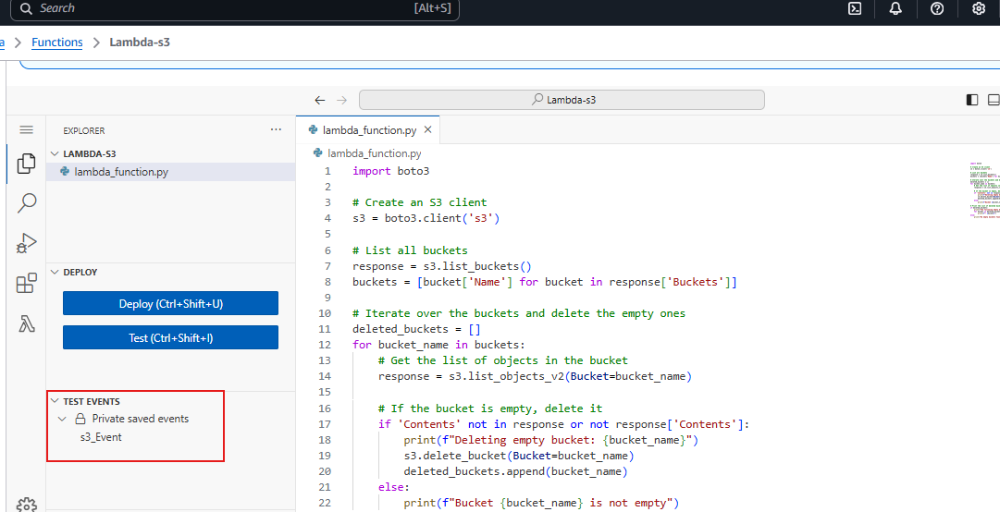 Search [Alt+S]
a > Functions > Lambda-s3
Lambda-s3
EXPLORER ...
LAMBDA-S3
lambda_function.py
DEPLOY
Deploy (Ctrl+Shift+U)
Test (Ctrl+Shift+I)
TEST EVENTS
Private saved events
s3_Event
lambda_function.py
lambda_function.py
1 import boto3
2
3 # Create an S3 client
4 s3 = boto3.client('s3')
5
6 # List all buckets
7 response = s3.list_buckets()
8 buckets = [bucket['Name'] for bucket in response['Buckets']]
9
10 # Iterate over the buckets and delete the empty ones
11 deleted_buckets = []
12 for bucket_name in buckets:
13     # Get the list of objects in the bucket
14     response = s3.list_objects_v2(Bucket=bucket_name)
15
16     # If the bucket is empty, delete it
17     if 'Contents' not in response or not response['Contents']:
18         print(f"Deleting empty bucket: {bucket_name}")
19         s3.delete_bucket(Bucket=bucket_name)
20         deleted_buckets.append(bucket_name)
21     else:
22         print(f"Bucket {bucket_name} is not empty")